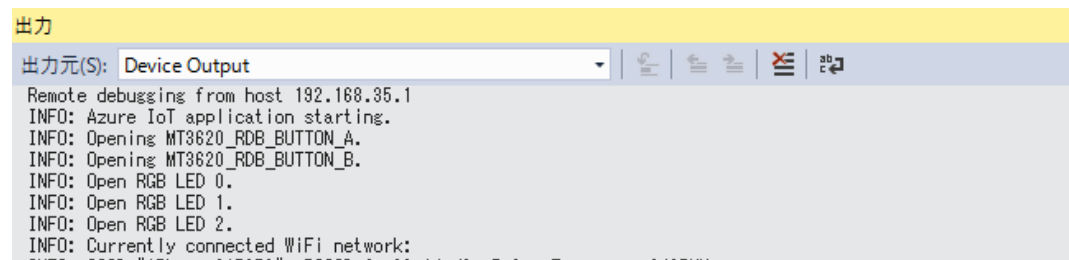 出力
出力元(S): Device Output
Remote debugging from host 192.168.35.1
INFO: Azure IoT application starting.
INFO: Opening MT3620_RDB_BUTTON_A.
INFO: Opening MT3620_RDB_BUTTON_B.
INFO: Open RGB LED 0.
INFO: Open RGB LED 1.
INFO: Open RGB LED 2.
INFO: Currently connected WiFi network: